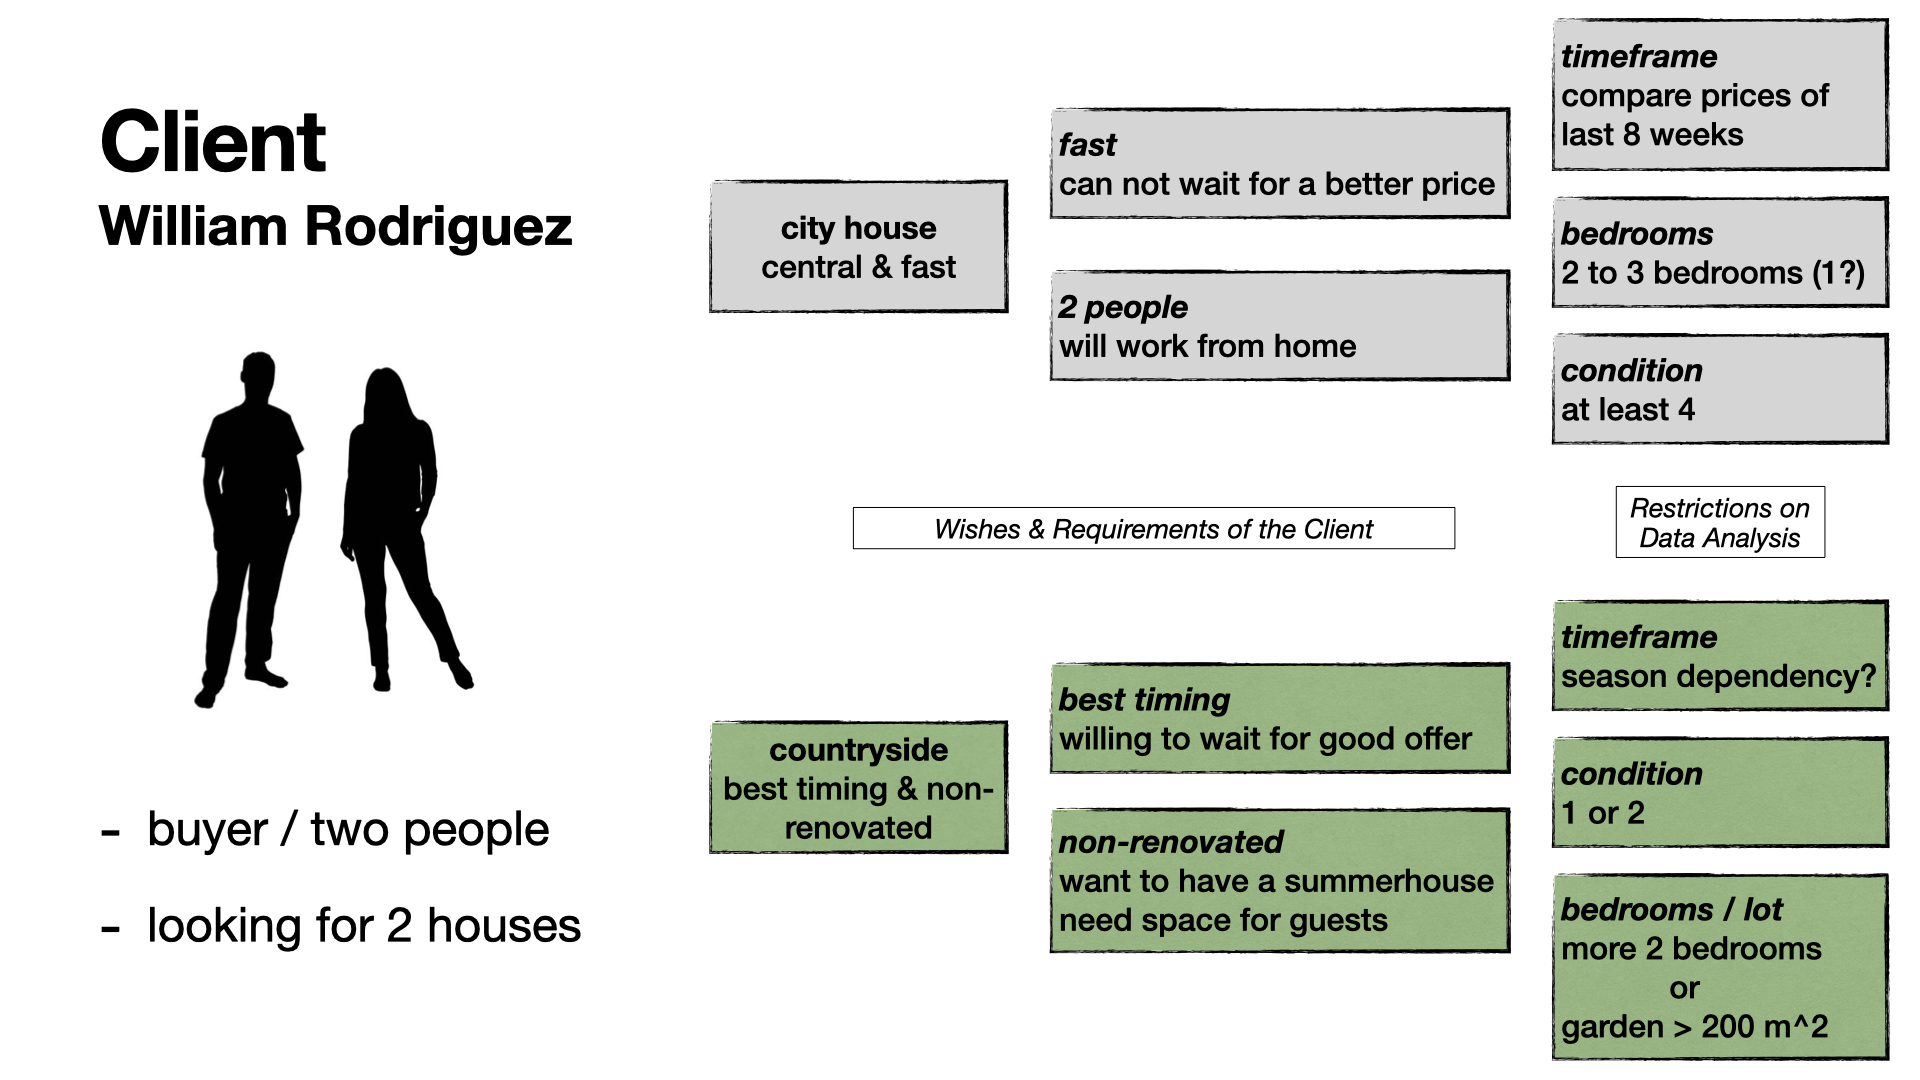 Client
William Rodriguez
- buyer / two people
- looking for 2 houses
city house
central & fast
fast
can not wait for a better price
2 people
will work from home
timeframe
compare prices of
last 8 weeks
bedrooms
2 to 3 bedrooms (1?)
condition
at least 4
Wishes & Requirements of the Client
Restrictions on
Data Analysis
countryside
best timing & non-
renovated
best timing
willing to wait for good offer
non-renovated
want to have a summerhouse
need space for guests
timeframe
season dependency?
condition
1 or 2
bedrooms / lot
more 2 bedrooms
or
garden > 200 m^2